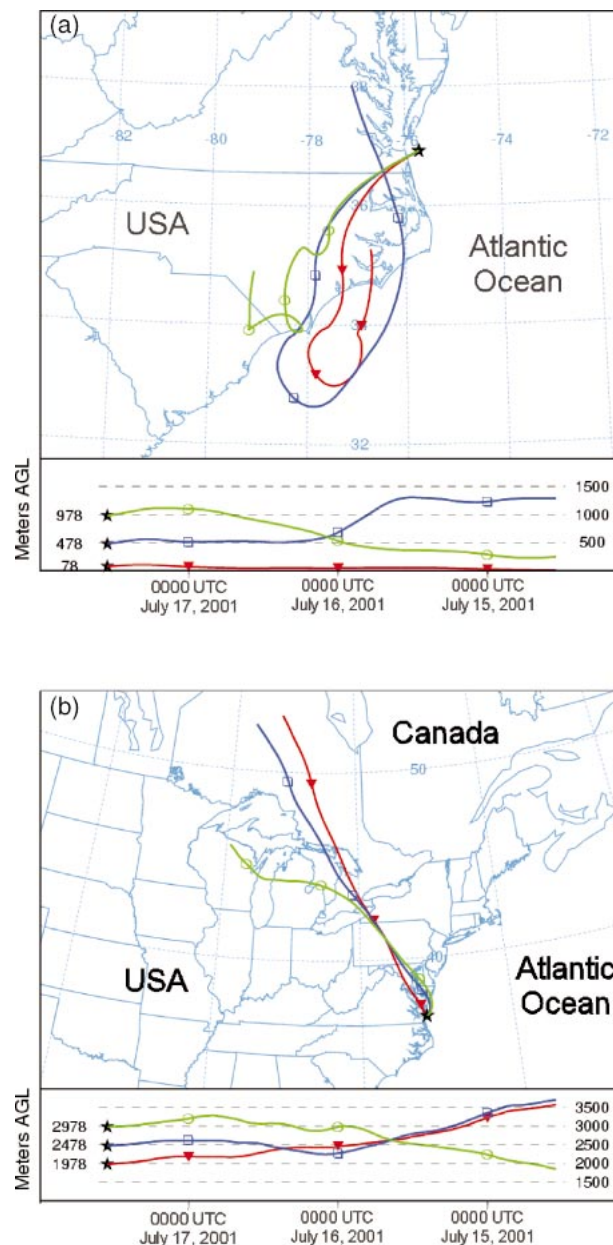 (a)
38
-82
-80
-78
-74
36
USA
Atlantic
Ocean
34
32
Meters AGL
1500
978
1000
478
500
78
0000 UTC
July 17, 2001
0000 UTC
July 16, 2001
0000 UTC
July 15, 2001
(b)
Canada
50
40
USA
Atlantic
Ocean
Meters AGL
3500
2978
3000
2478
2500
1978
2000
1500
0000 UTC
July 17, 2001
0000 UTC
July 16, 2001
0000 UTC
July 15, 2001